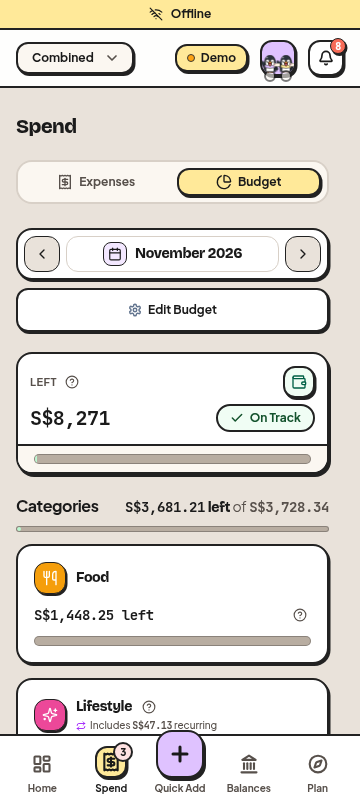 Offline
Combined
Demo
8
Spend
Expenses
Budget
November 2026
Edit Budget
LEFT
S$8,271
On Track
Categories
S$3,681.21 left of S$3,728.34
Food
S$1,448.25 left
Lifestyle
Includes S$47.13 recurring
3
Home
Spend
Quick Add
Balances
Plan